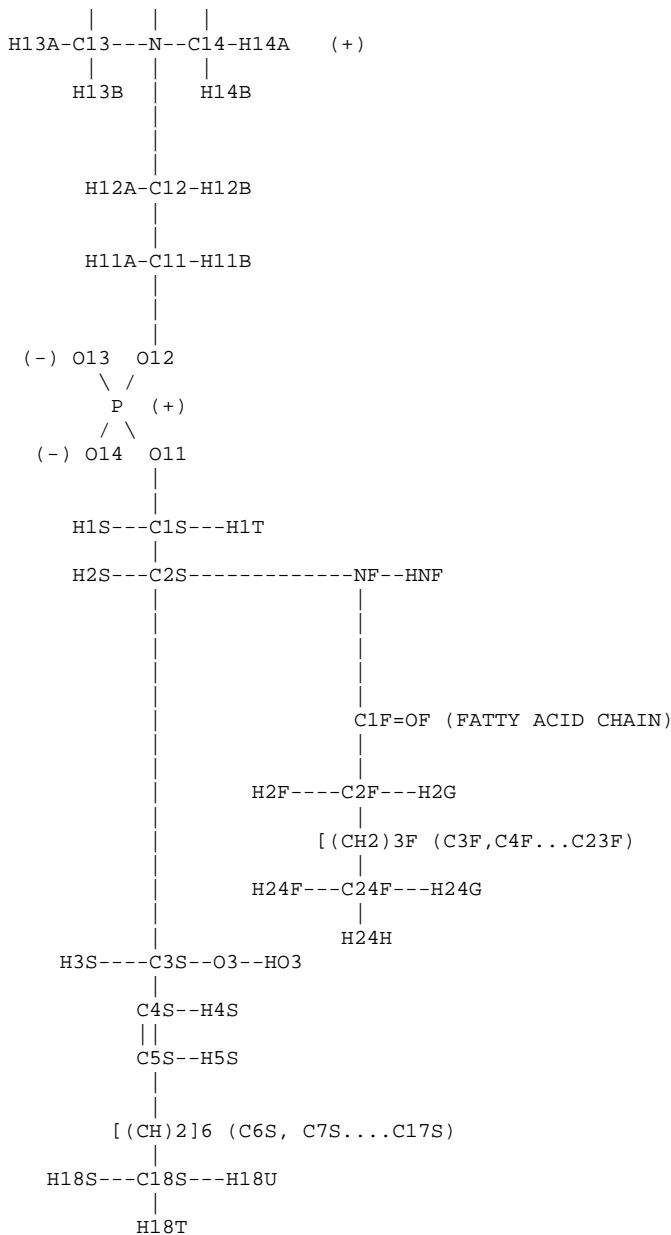 | | |
H13A-C13---N--C14-H14A (+)
| | |
H13B | H14B
|
|
|
H12A-C12-H12B
|
|
H11A-C11-H11B
|
|
|
(-) O13 O12
\ /
P (+)
/ \
(-) O14 O11
|
|
H1S---C1S---H1T
|
H2S---C2S-------------NF--HNF
| |
| |
| |
| |
| |
| C1F=OF (FATTY ACID CHAIN)
| |
| |
| H2F----C2F---H2G
| |
| [(CH2)3F (C3F,C4F...C23F)
| |
| H24F---C24F---H24G
| |
| H24H
H3S----C3S--O3--HO3
|
C4S--H4S
||
C5S--H5S
|
|
[(CH)2]6 (C6S, C7S....C17S)
|
H18S---C18S---H18U
|
H18T